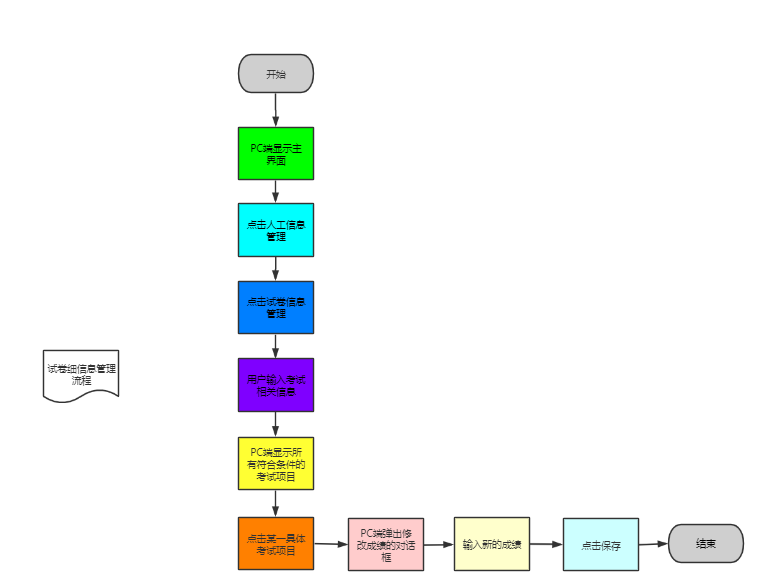 开始
PC端显示主
界面
点击人工信息
管理
点击试卷信息
管理
试卷细信息管理
流程
用户输入考试
相关信息
PC端显示所
有符合条件的
考试项目
点击某一具体
考试项目
PC端弹出修
改成绩的对话
框
输入新的成绩
点击保存
结束